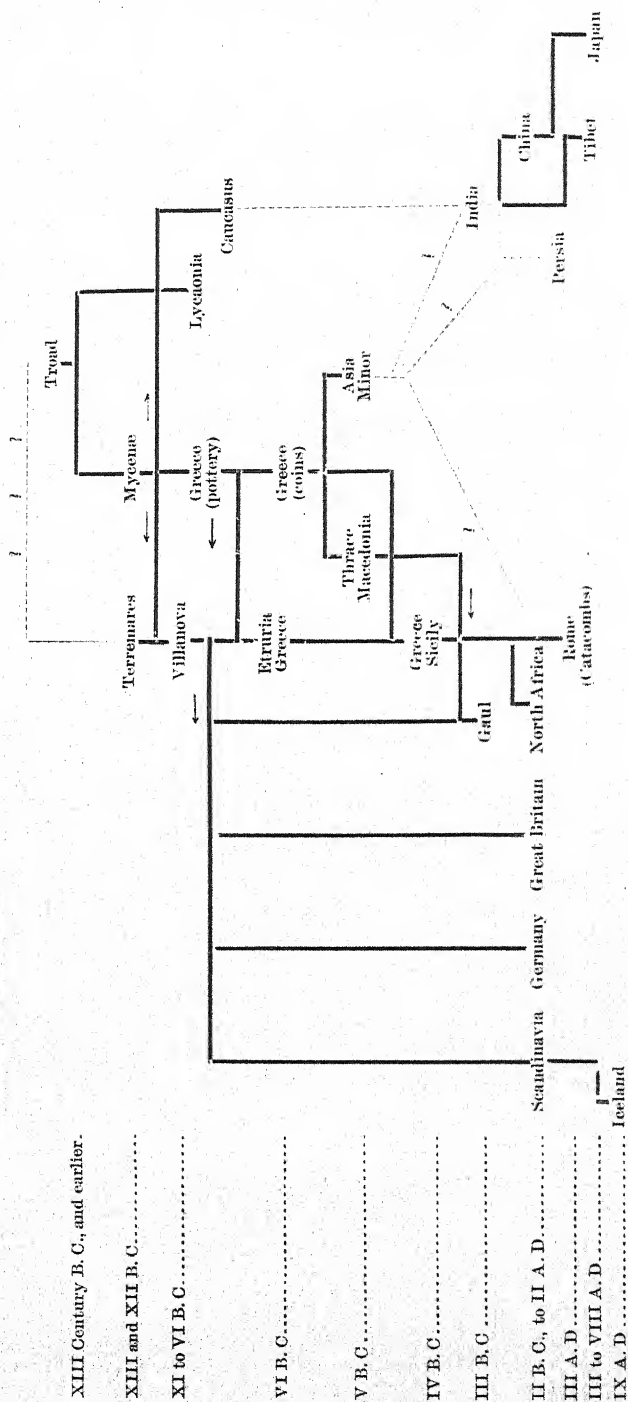 XIII Century B. C., and earlier.
Troad
? ? ?
XIII and XII B. C.
Terremares
Mycenæ
XI to VI B. C.
Villanova
Greece
(pottery)
Lycaonia
Caucasus
VI B. C.
Etruria
Greece
Greece
(coins)
V B. C.
Thrace
Macedonia
Asia
Minor
IV B. C.
Greece
Sicily
?
India
III B. C.
Gaul
?
?
II B. C., to II A. D.
Scandinavia
Germany
Great Britain
North Africa
China
Persia
III A. D.
Rome
(Catacombs)
III to VIII A. D.
Tibet
Japan
IX A. D.
Iceland